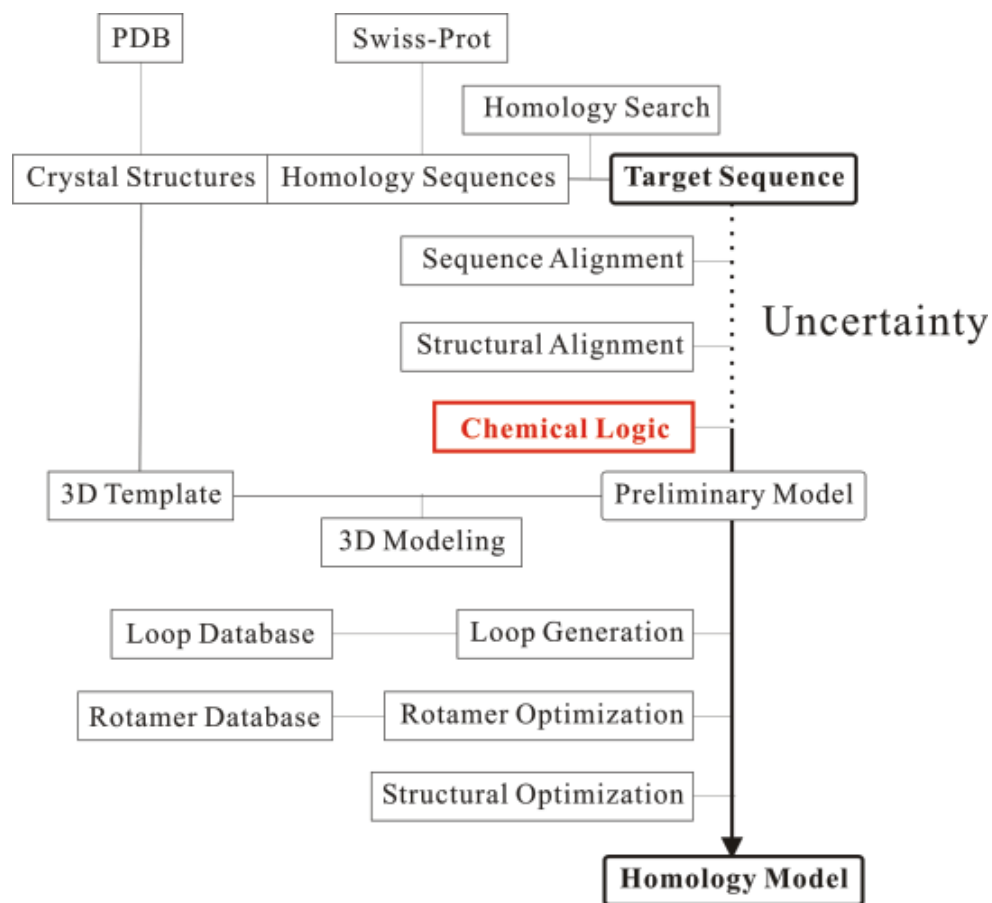 PDB
Swiss-Prot
Homology Search
Crystal Structures
Homology Sequences
Target Sequence
Sequence Alignment
Uncertainty
Structural Alignment
Chemical Logic
3D Template
Preliminary Model
3D Modeling
Loop Database
Loop Generation
Rotamer Database
Rotamer Optimization
Structural Optimization
Homology Model